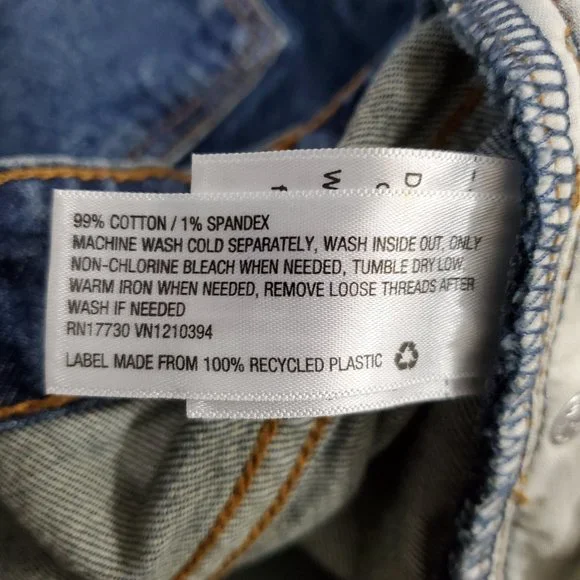 99% COTTON / 1% SPANDEX
MACHINE WASH COLD SEPARATELY, WASH INSIDE OUT, ONLY
NON-CHLORINE BLEACH WHEN NEEDED, TUMBLE DRY LOW,
WARM IRON WHEN NEEDED, REMOVE LOOSE THREADS AFTER
WASH IF NEEDED
RN17730 VN1210394
LABEL MADE FROM 100% RECYCLED PLASTIC